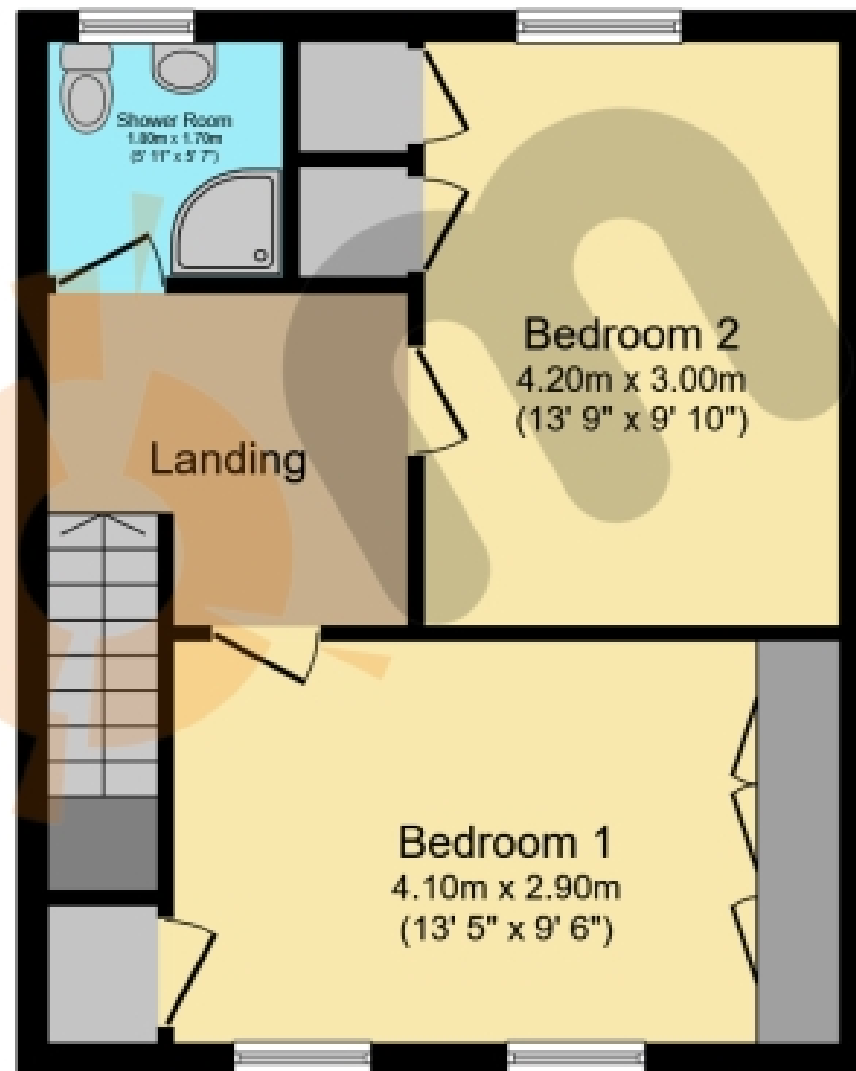 Shower Room
1.80m x 1.70m
(5' 11" x 5' 7")
Bedroom 2
4.20m x 3.00m
(13' 9" x 9' 10")
Landing
Bedroom 1
4.10m x 2.90m
(13' 5" x 9' 6")